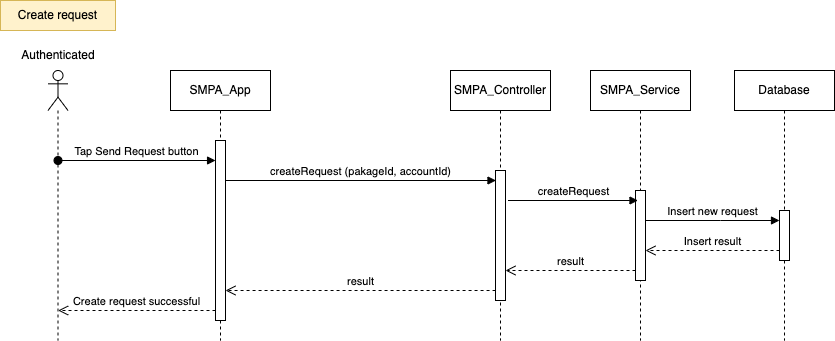 Create request
Authenticated
SMPA_App
SMPA_Controller
SMPA_Service
Database
Tap Send Request button
createRequest (pakageId, accountId)
createRequest
Insert new request
Insert result
result
result
Create request successful